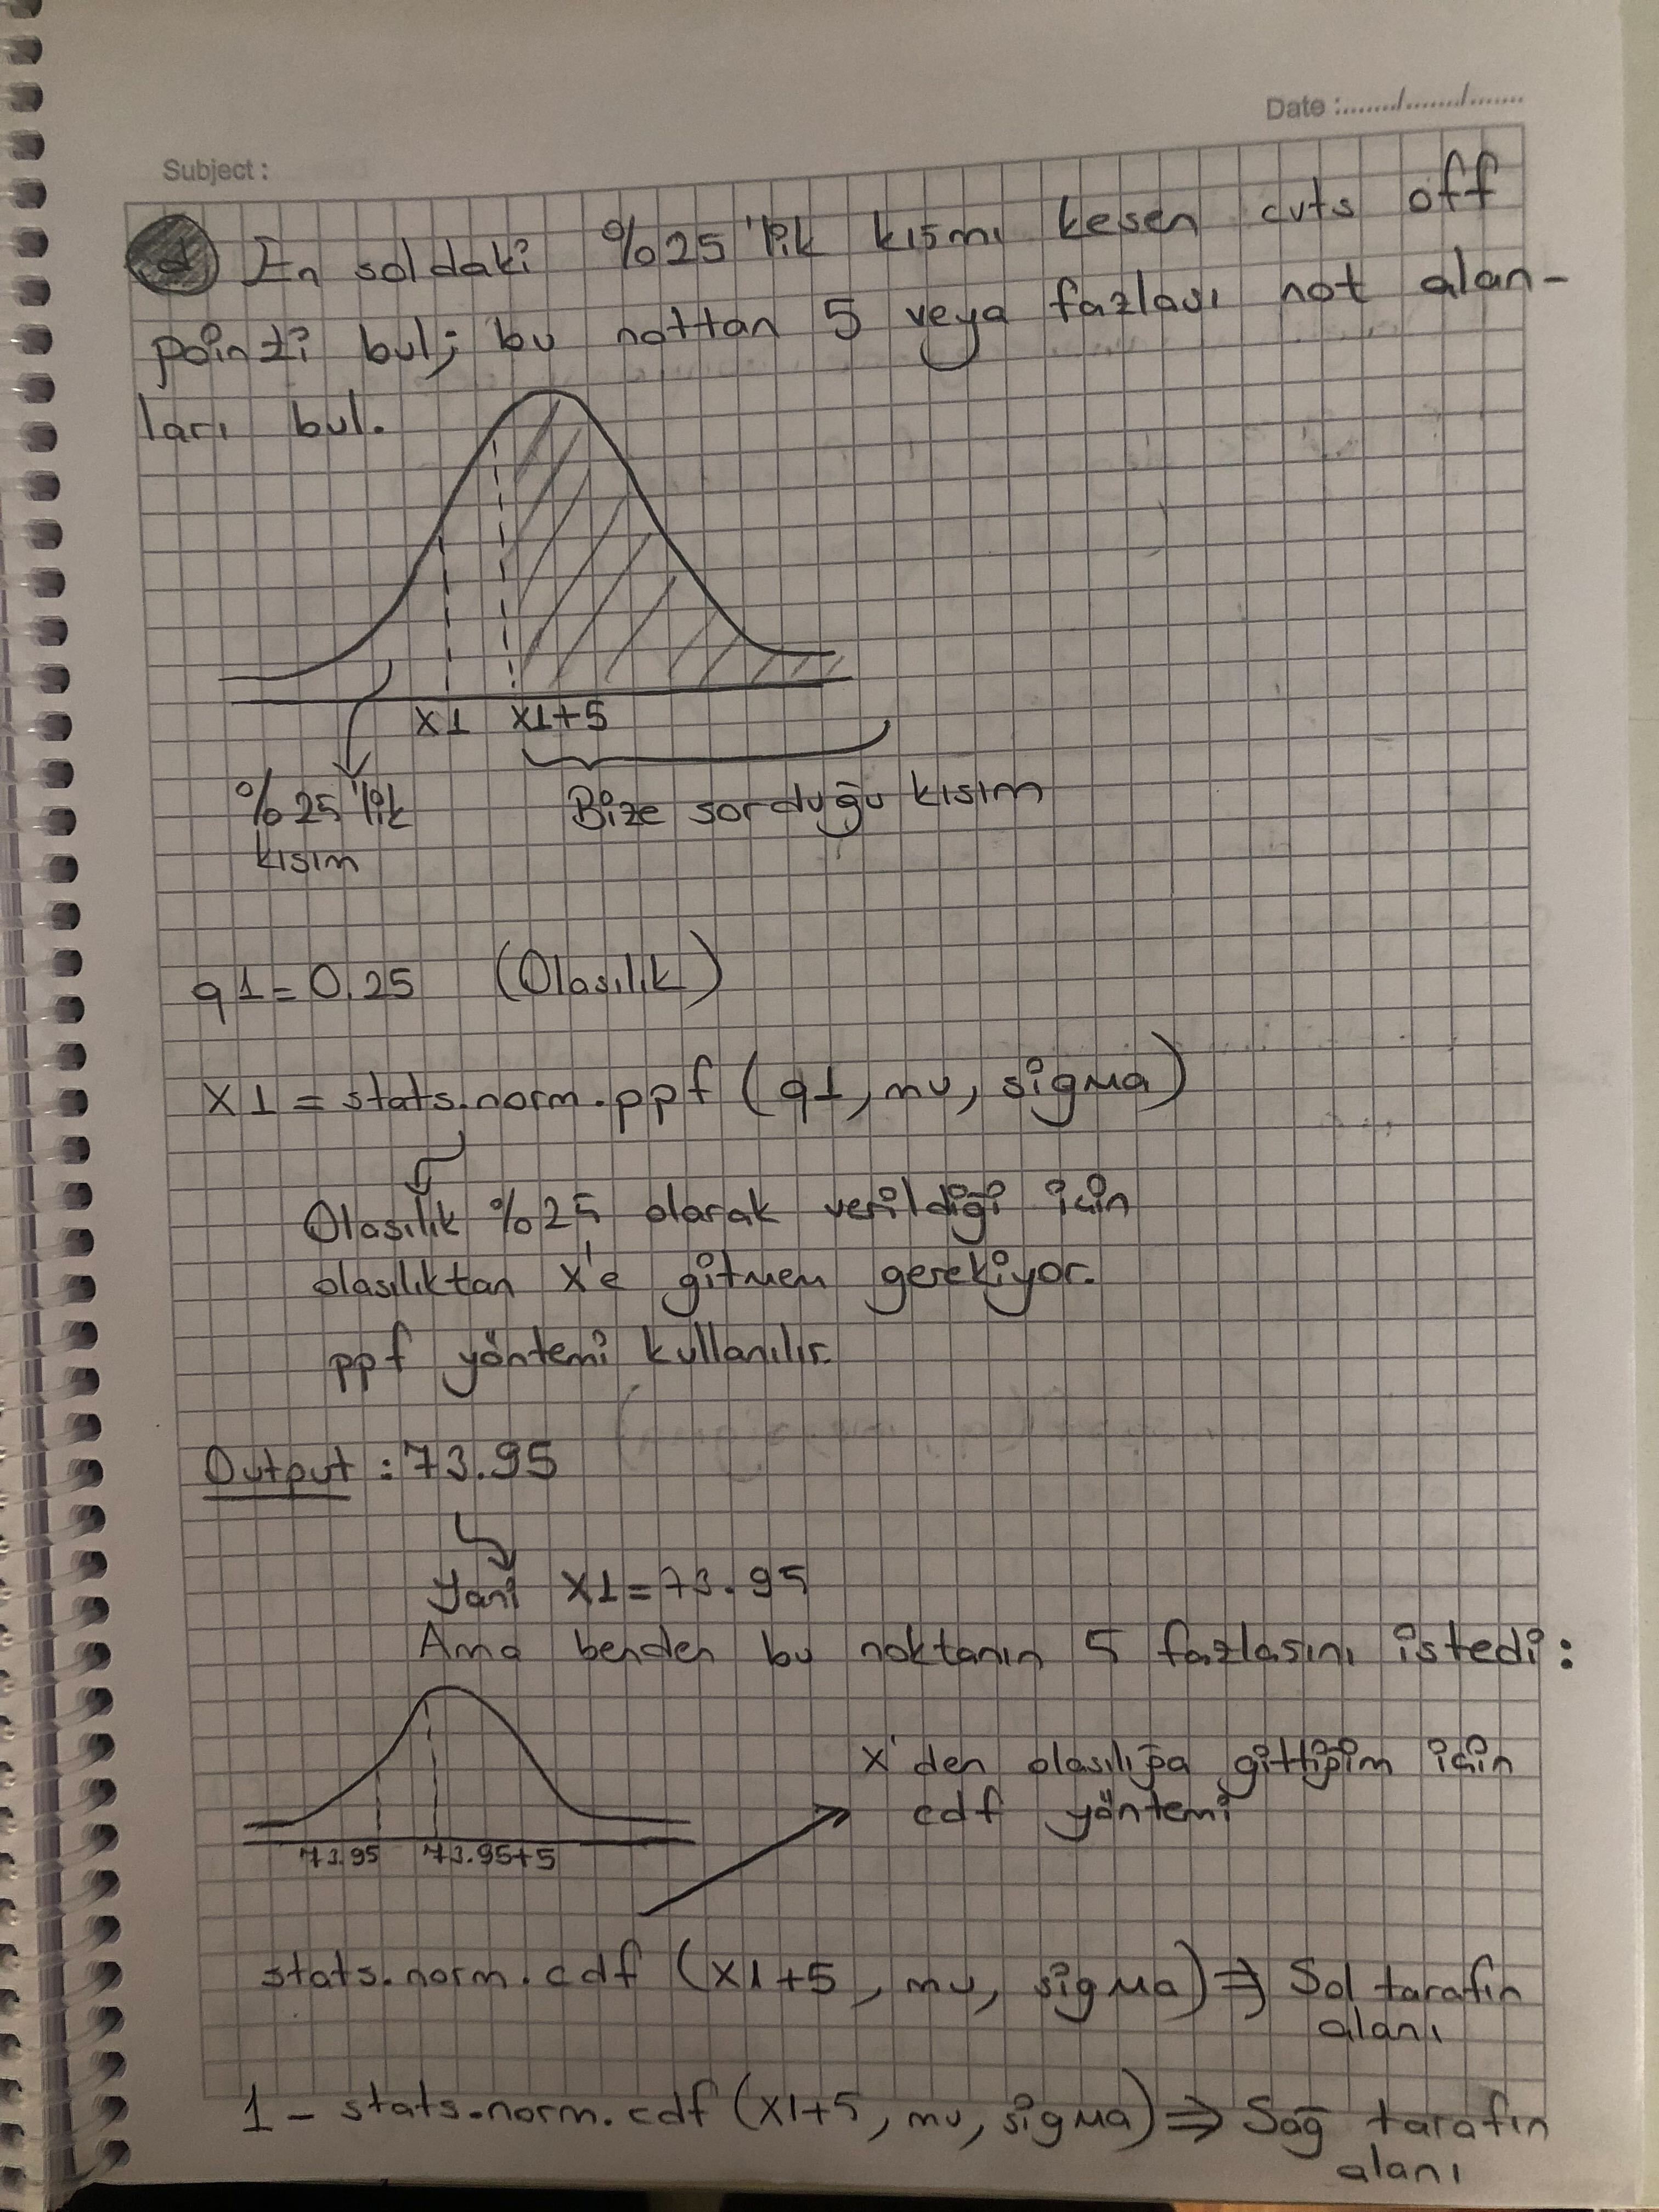 Date :......../......../.......
Subject :
d En soldaki %25'lik kısmı kesen cuts off
pointi bul; bu nottan 5 veya fazlası not alan-
ları bul.
x1 x1+5
%25'lik
kısım
Bize sorduğu kısım
q1=0.25 (Olasılık)
x1 = stats.norm.ppf (q1, mu, sigma)
Olasılık %25 olarak verildiği için
olasılıktan x'e gitmem gerekiyor.
ppf yöntemi kullanılır.
Output : 73.95
Yani x1=73.95
Ama benden bu noktanın 5 fazlasını istedi:
73.95 73.95+5
x'den olasılığa gittiğim için
cdf yöntemi
stats.norm.cdf (x1+5, mu, sigma) ⇒ Sol tarafın
alanı
1 - stats.norm.cdf (x1+5, mu, sigma) ⇒ Sağ tarafın
alanı